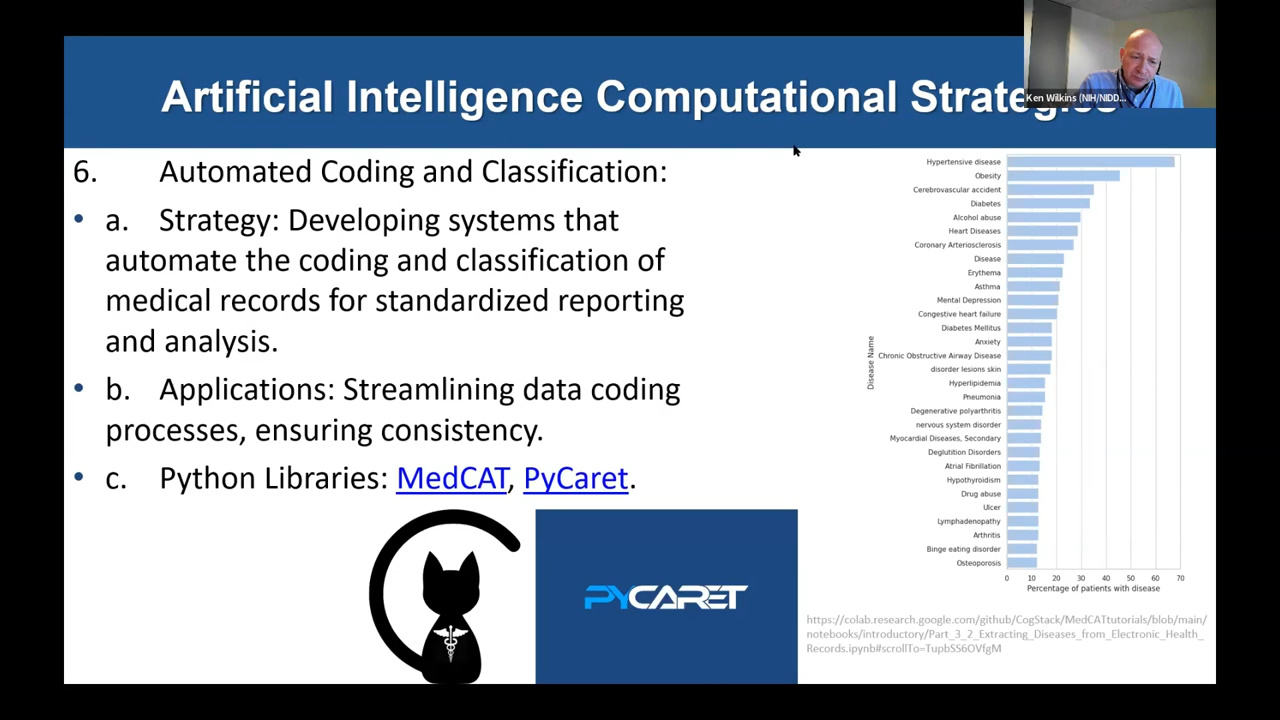 Artificial Intelligence Computational Strategies
Ken Wilkins (NIH/NIDD...
6. Automated Coding and Classification:
• a. Strategy: Developing systems that
automate the coding and classification of
medical records for standardized reporting
and analysis.
• b. Applications: Streamlining data coding
processes, ensuring consistency.
• c. Python Libraries: MedCAT, PyCaret.
PYCARET
Disease Name
Hypertensive disease
Obesity
Cerebrovascular accident
Diabetes
Alcohol abuse
Heart Diseases
Coronary Arteriosclerosis
Disease
Erythema
Asthma
Mental Depression
Congestive heart failure
Diabetes Mellitus
Anxiety
Chronic Obstructive Airway Disease
disorder lesions skin
Hyperlipidemia
Pneumonia
Degenerative polyarthritis
nervous system disorder
Myocardial Diseases, Secondary
Deglutition Disorders
Atrial Fibrillation
Hypothyroidism
Drug abuse
Ulcer
Lymphadenopathy
Arthritis
Binge eating disorder
Osteoporosis
0 10 20 30 40 50 60 70
Percentage of patients with disease
https://colab.research.google.com/github/CogStack/MedCATtutorials/blob/main/
notebooks/introductory/Part_3_2_Extracting_Diseases_from_Electronic_Health_
Records.ipynb#scrollTo=TupbSS6OVfgM